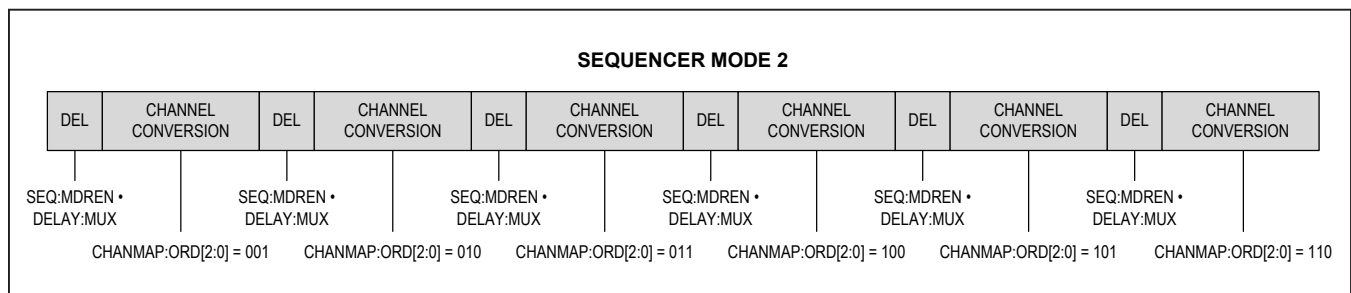 SEQUENCER MODE 2
DEL
CHANNEL
CONVERSION
DEL
CHANNEL
CONVERSION
DEL
CHANNEL
CONVERSION
DEL
CHANNEL
CONVERSION
DEL
CHANNEL
CONVERSION
DEL
CHANNEL
CONVERSION
SEQ:MDREN •
DELAY:MUX
SEQ:MDREN •
DELAY:MUX
SEQ:MDREN •
DELAY:MUX
SEQ:MDREN •
DELAY:MUX
SEQ:MDREN •
DELAY:MUX
SEQ:MDREN •
DELAY:MUX
CHANMAP:ORD[2:0] = 001
CHANMAP:ORD[2:0] = 010
CHANMAP:ORD[2:0] = 011
CHANMAP:ORD[2:0] = 100
CHANMAP:ORD[2:0] = 101
CHANMAP:ORD[2:0] = 110